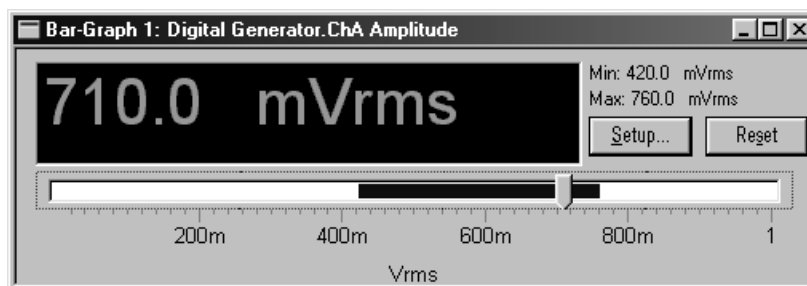 Bar-Graph 1: Digital Generator.ChA Amplitude
710.0 mVrms
Min: 420.0 mVrms
Max: 760.0 mVrms
Setup... Reset
200m 400m 600m 800m 1
Vrms